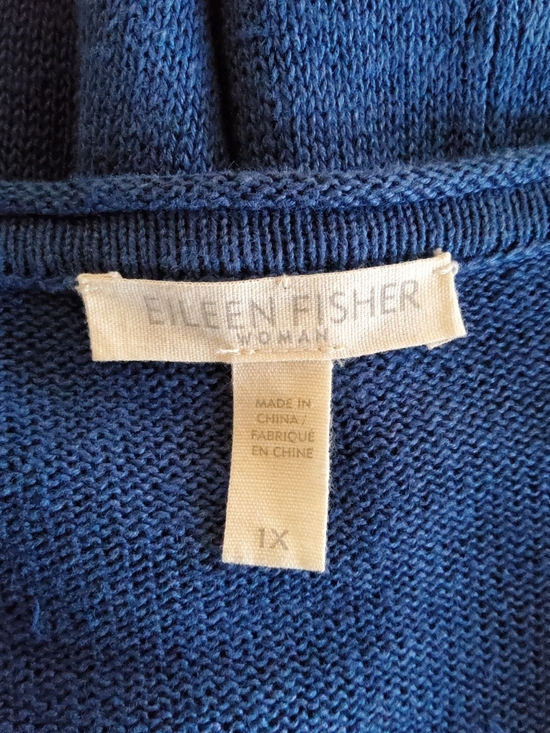 EILEEN FISHER
WOMAN
MADE IN
CHINA /
FABRIQUÉ
EN CHINE
1X